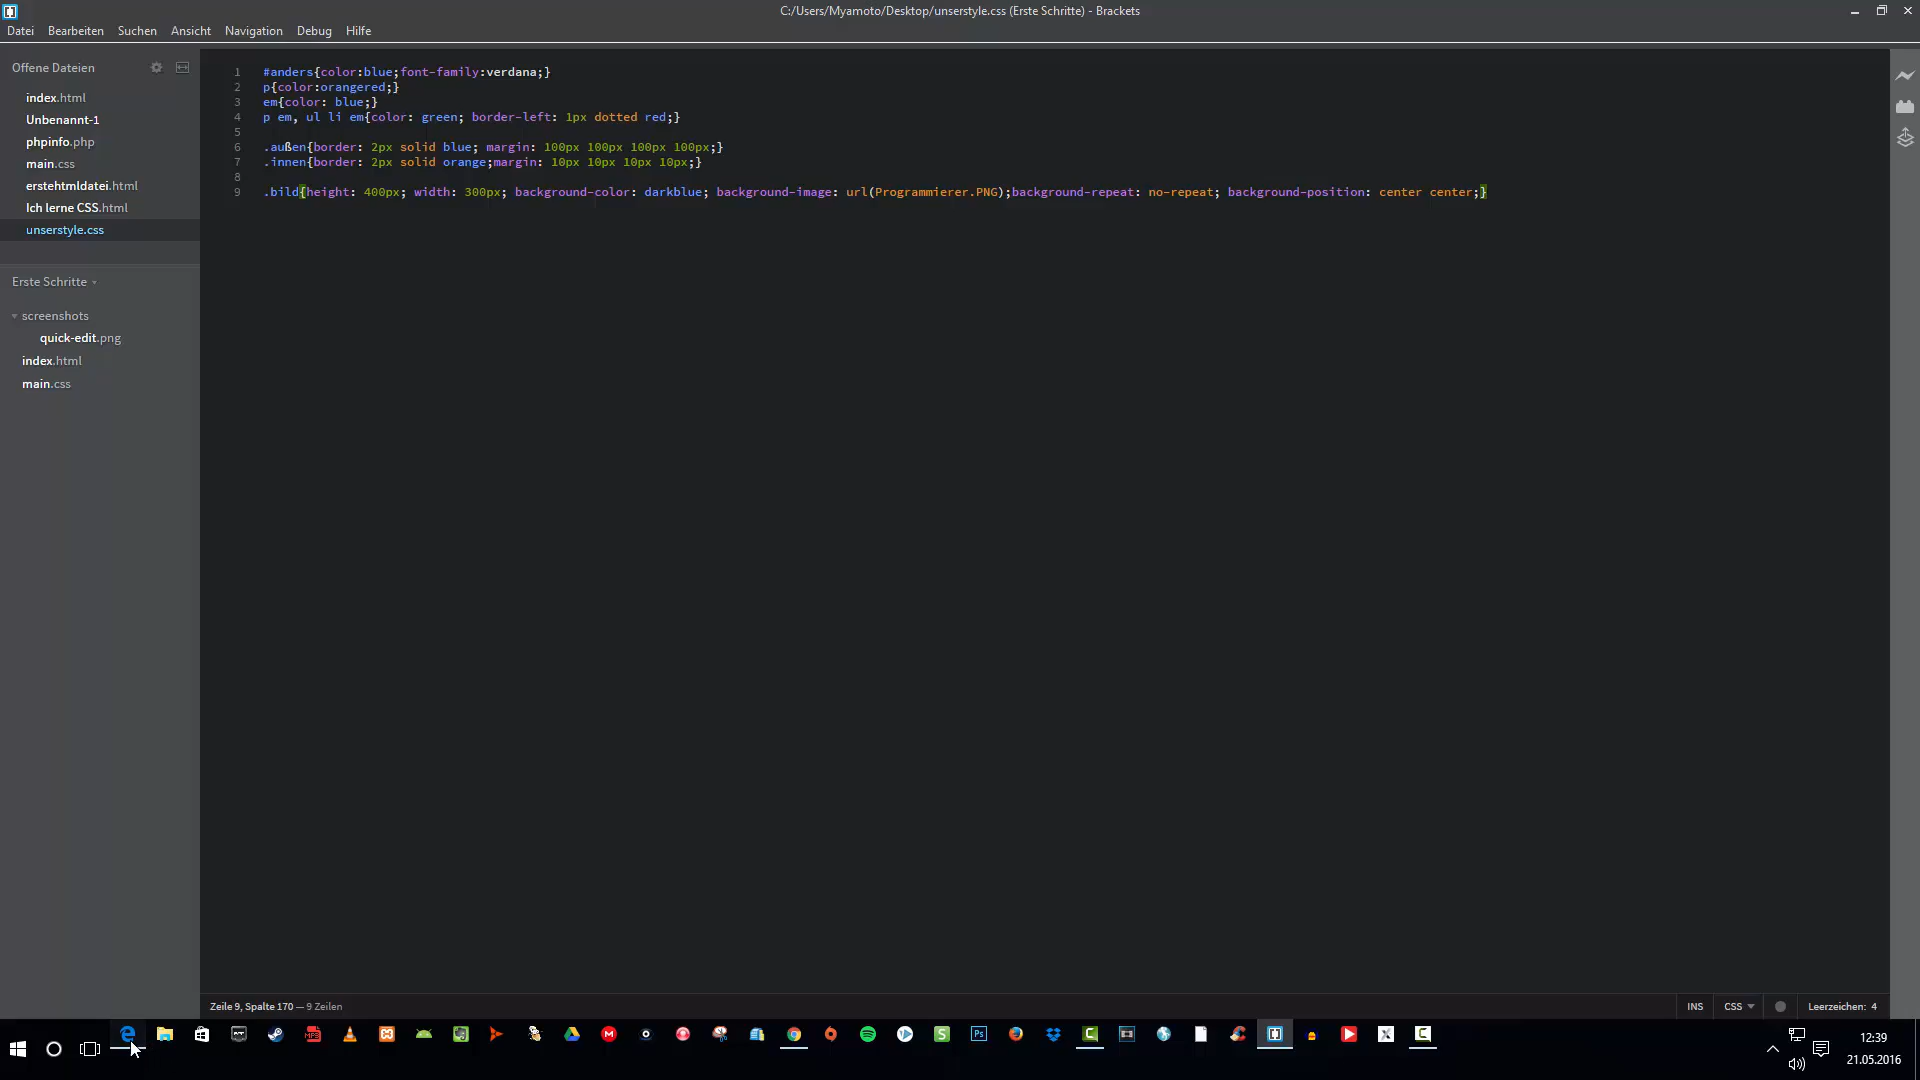 C:/Users/Myamoto/Desktop/unserstyle.css (Erste Schritte) - Brackets
Datei Bearbeiten Suchen Ansicht Navigation Debug Hilfe
Offene Dateien
index.html
Unbenannt-1
phpinfo.php
main.css
erstehtmldatei.html
Ich lerne CSS.html
unserstyle.css
Erste Schritte
screenshots
quick-edit.png
index.html
main.css
1 #anders{color:blue;font-family:verdana;}
2 p{color:orangered;}
3 em{color: blue;}
4 p em, ul li em{color: green; border-left: 1px dotted red;}
5
6 .außen{border: 2px solid blue; margin: 100px 100px 100px 100px;}
7 .innen{border: 2px solid orange;margin: 10px 10px 10px 10px;}
8
9 .bild{height: 400px; width: 300px; background-color: darkblue; background-image: url(Programmierer.PNG);background-repeat: no-repeat; background-position: center center;}
Zeile 9, Spalte 170 — 9 Zeilen
INS CSS Leerzeichen: 4
12:39
21.05.2016